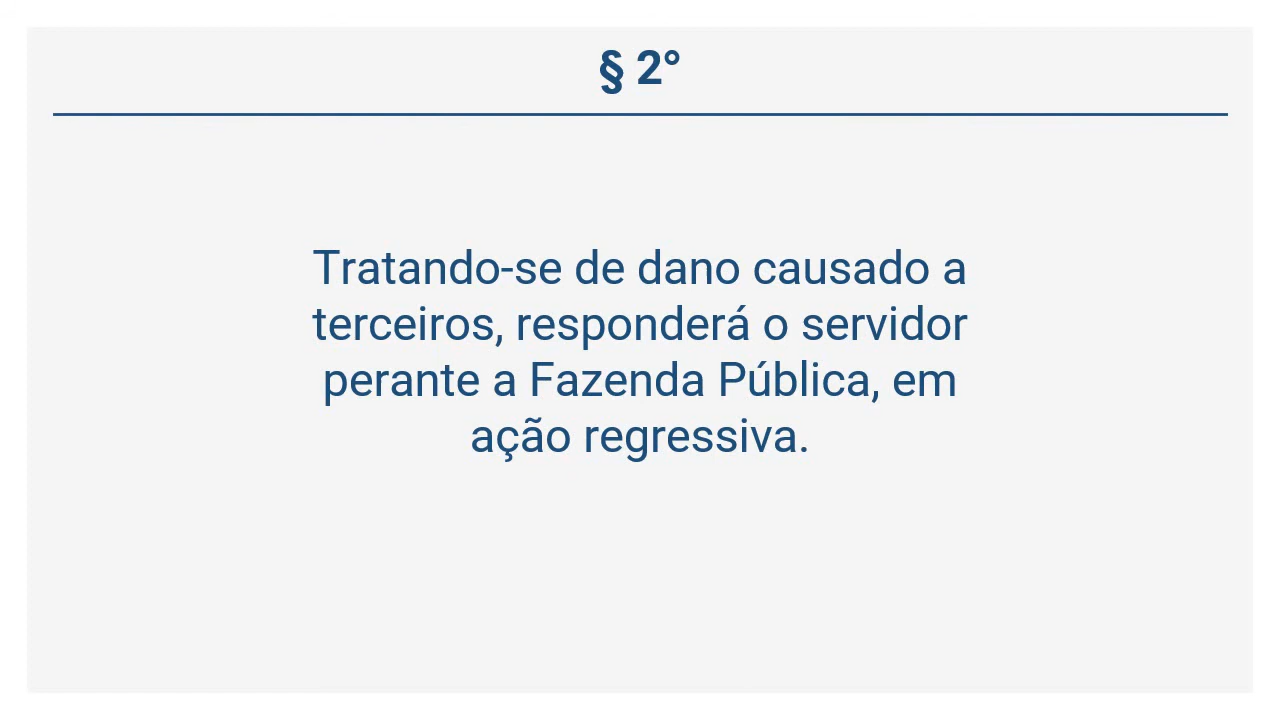 § 2°
Tratando-se de dano causado a
terceiros, responderá o servidor
perante a Fazenda Pública, em
ação regressiva.